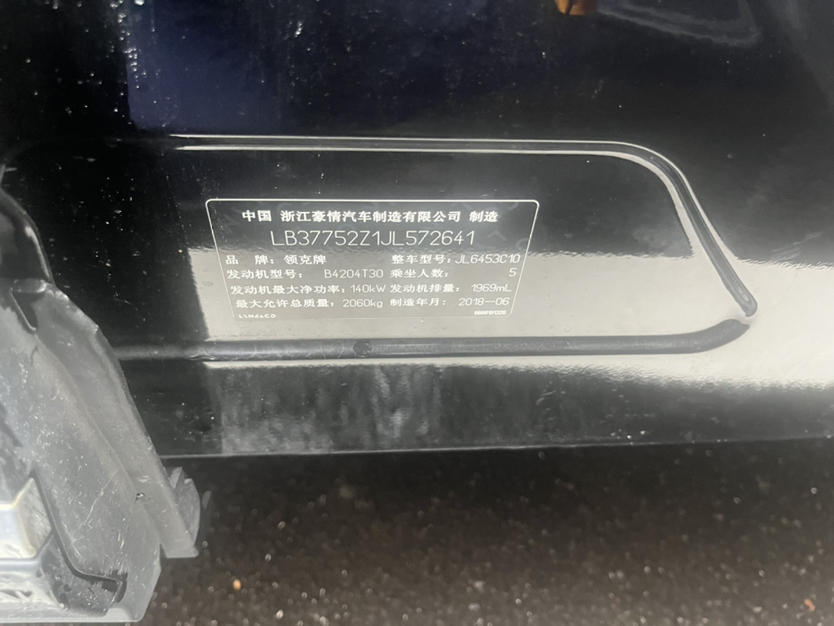 中国 浙江豪情汽车制造有限公司 制造
LB37752Z1JL572641
品 牌：领克牌 整车型号：JL6453C10
发动机型号： B4204T30 乘坐人数： 5
发动机最大净功率：140kW 发动机排量： 1969mL
最大允许总质量：2060kg 制造年月：2018-06
LYNK&CO